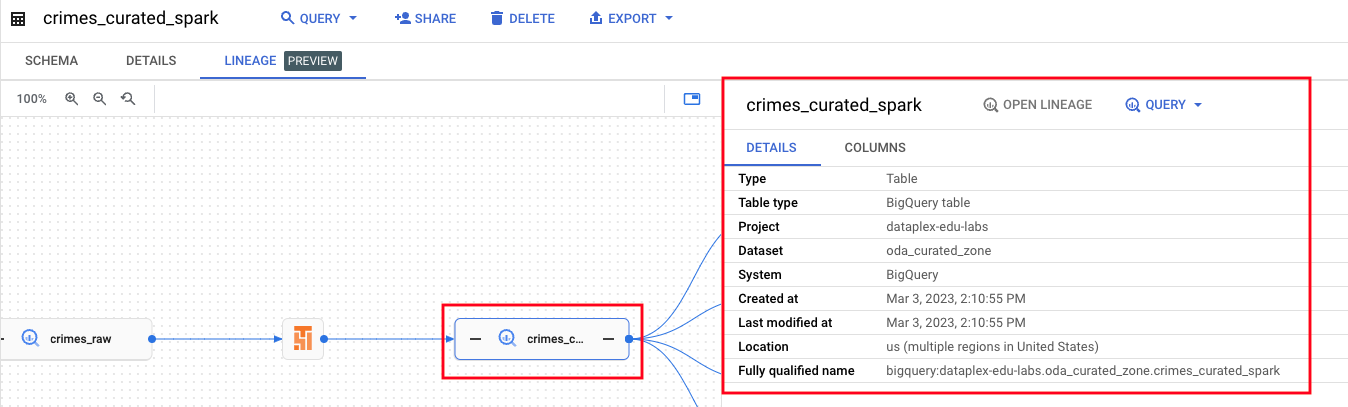 crimes_curated_spark QUERY SHARE DELETE EXPORT
SCHEMA DETAILS LINEAGE PREVIEW
100%
crimes_curated_spark OPEN LINEAGE QUERY
DETAILS COLUMNS
Type Table
Table type BigQuery table
Project dataplex-edu-labs
Dataset oda_curated_zone
System BigQuery
Created at Mar 3, 2023, 2:10:55 PM
Last modified at Mar 3, 2023, 2:10:55 PM
Location us (multiple regions in United States)
Fully qualified name bigquery:dataplex-edu-labs.oda_curated_zone.crimes_curated_spark
crimes_raw
crimes_c...